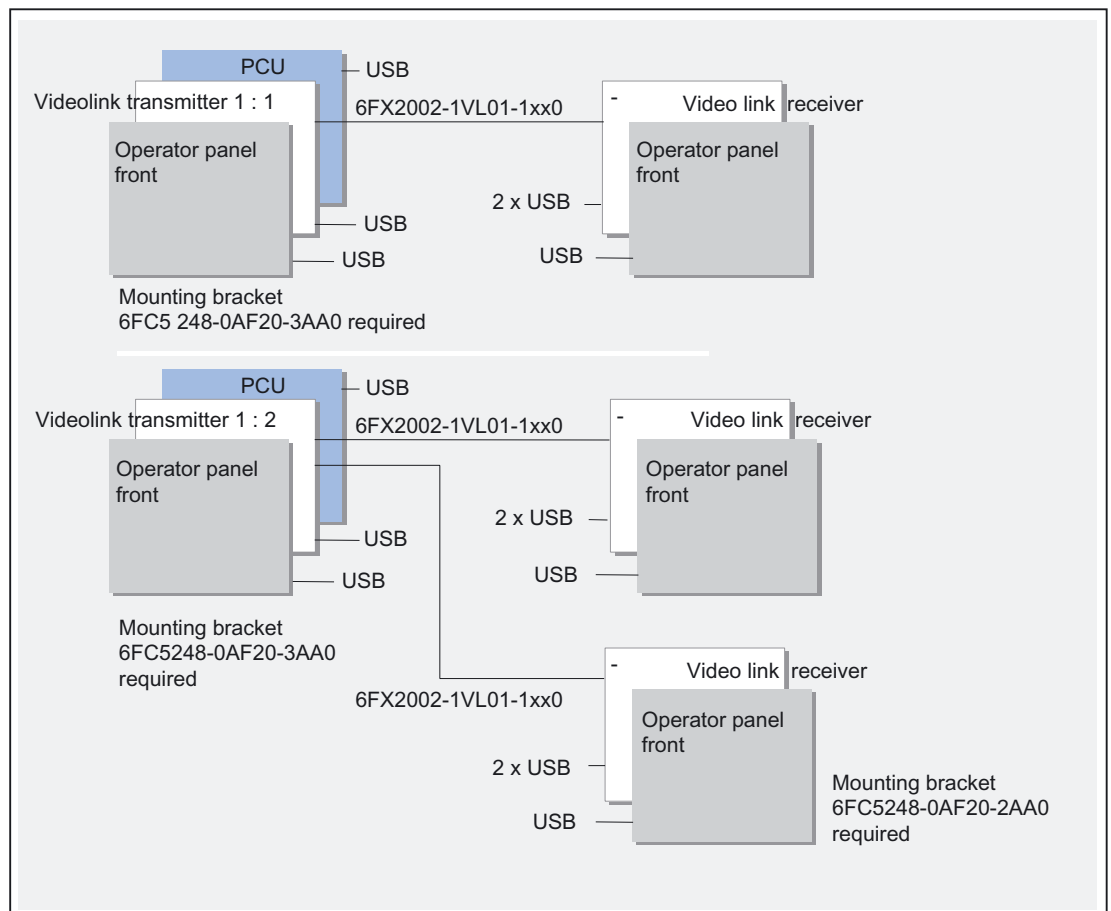 PCU
USB
Videolink transmitter 1 : 1
6FX2002-1VL01-1xx0
-
Video link receiver
Operator panel
front
Operator panel
front
2 x USB
USB
USB
USB
Mounting bracket
6FC5 248-0AF20-3AA0 required
PCU
USB
Videolink transmitter 1 : 2
6FX2002-1VL01-1xx0
-
Video link receiver
Operator panel
front
Operator panel
front
2 x USB
USB
USB
USB
Mounting bracket
6FC5248-0AF20-3AA0
required
-
Video link receiver
6FX2002-1VL01-1xx0
Operator panel
front
2 x USB
USB
Mounting bracket
6FC5248-0AF20-2AA0
required